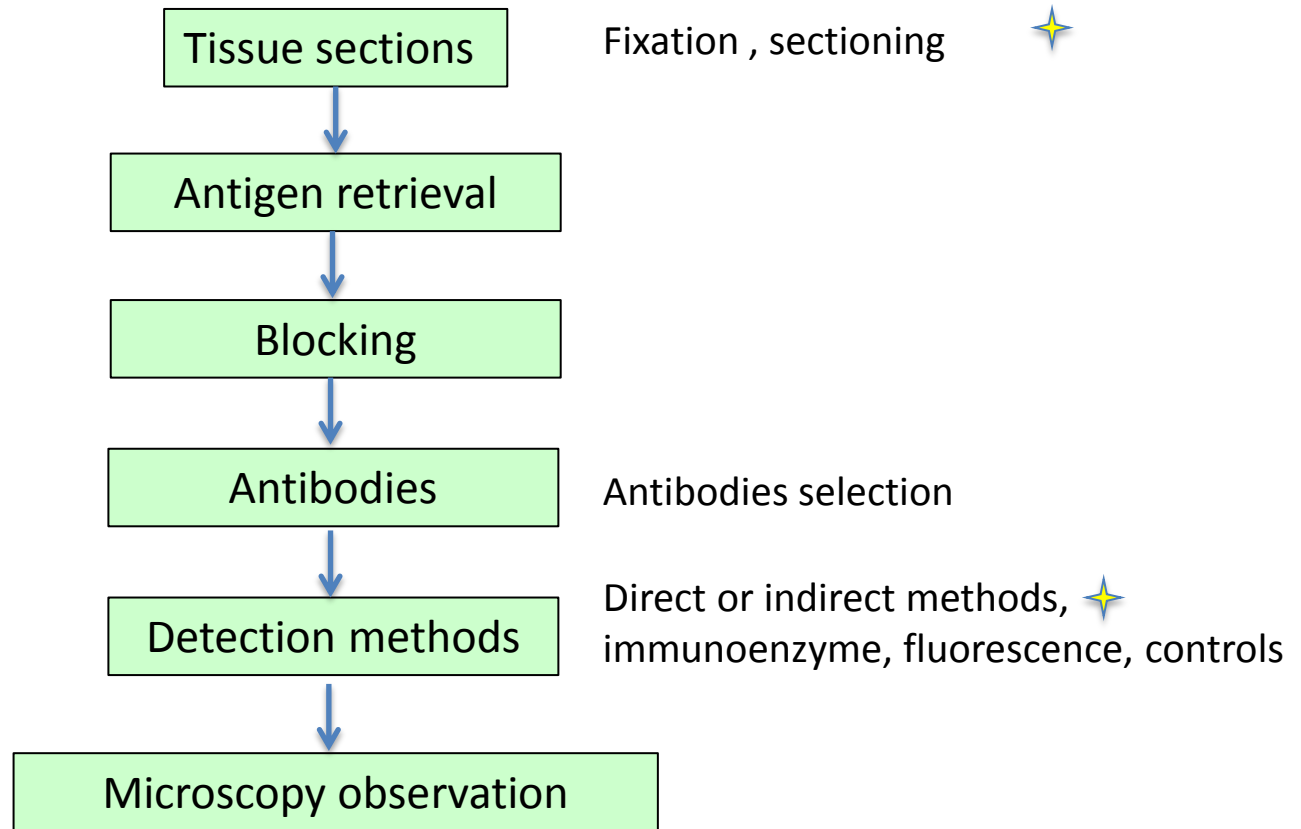 Tissue sections
Fixation , sectioning
Antigen retrieval
Blocking
Antibodies
Antibodies selection
Detection methods
Direct or indirect methods,
immunoenzyme, fluorescence, controls
Microscopy observation